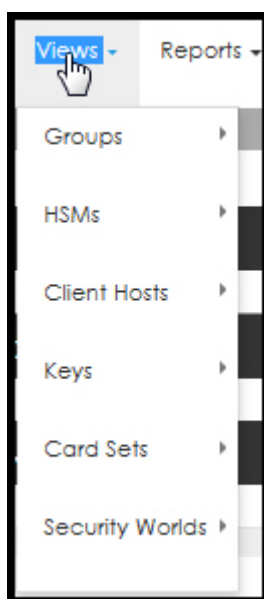 Views Reports
Groups
HSMs
Client Hosts
Keys
Card Sets
Security Worlds